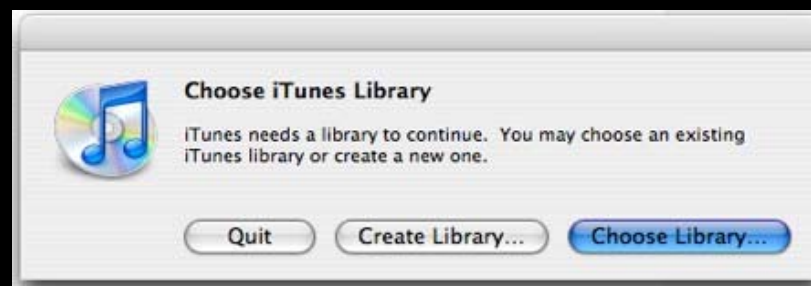 Choose iTunes Library
iTunes needs a library to continue. You may choose an existing
iTunes library or create a new one.
Quit
Create Library...
Choose Library...